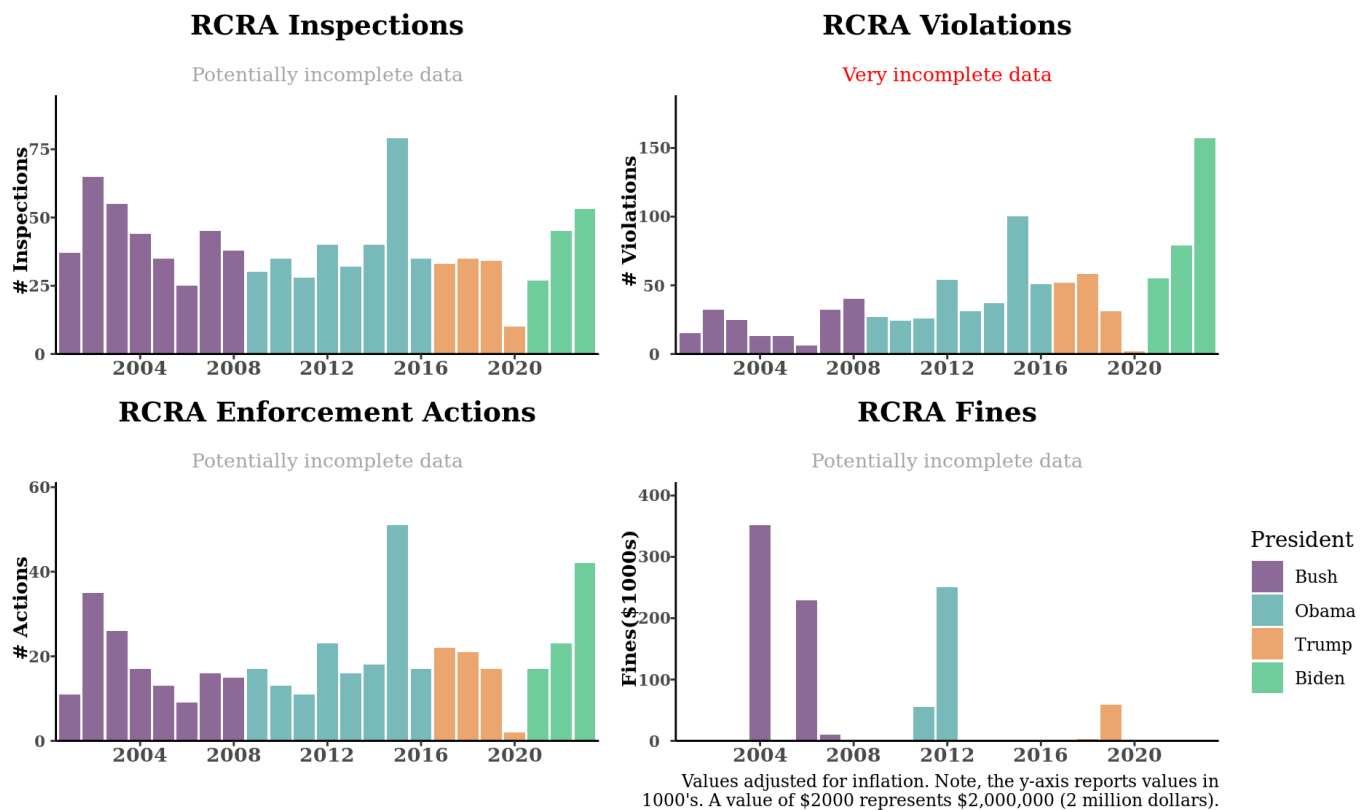 RCRA Inspections
Potentially incomplete data
# Inspections
75
50
25
0
2004
2008
2012
2016
2020
RCRA Violations
Very incomplete data
# Violations
150
100
50
0
2004
2008
2012
2016
2020
RCRA Enforcement Actions
Potentially incomplete data
# Actions
60
40
20
0
2004
2008
2012
2016
2020
RCRA Fines
Potentially incomplete data
Fines($1000s)
400
300
200
100
0
2004
2008
2012
2016
2020
President
Bush
Obama
Trump
Biden
Values adjusted for inflation. Note, the y-axis reports values in
1000's. A value of $2000 represents $2,000,000 (2 million dollars).